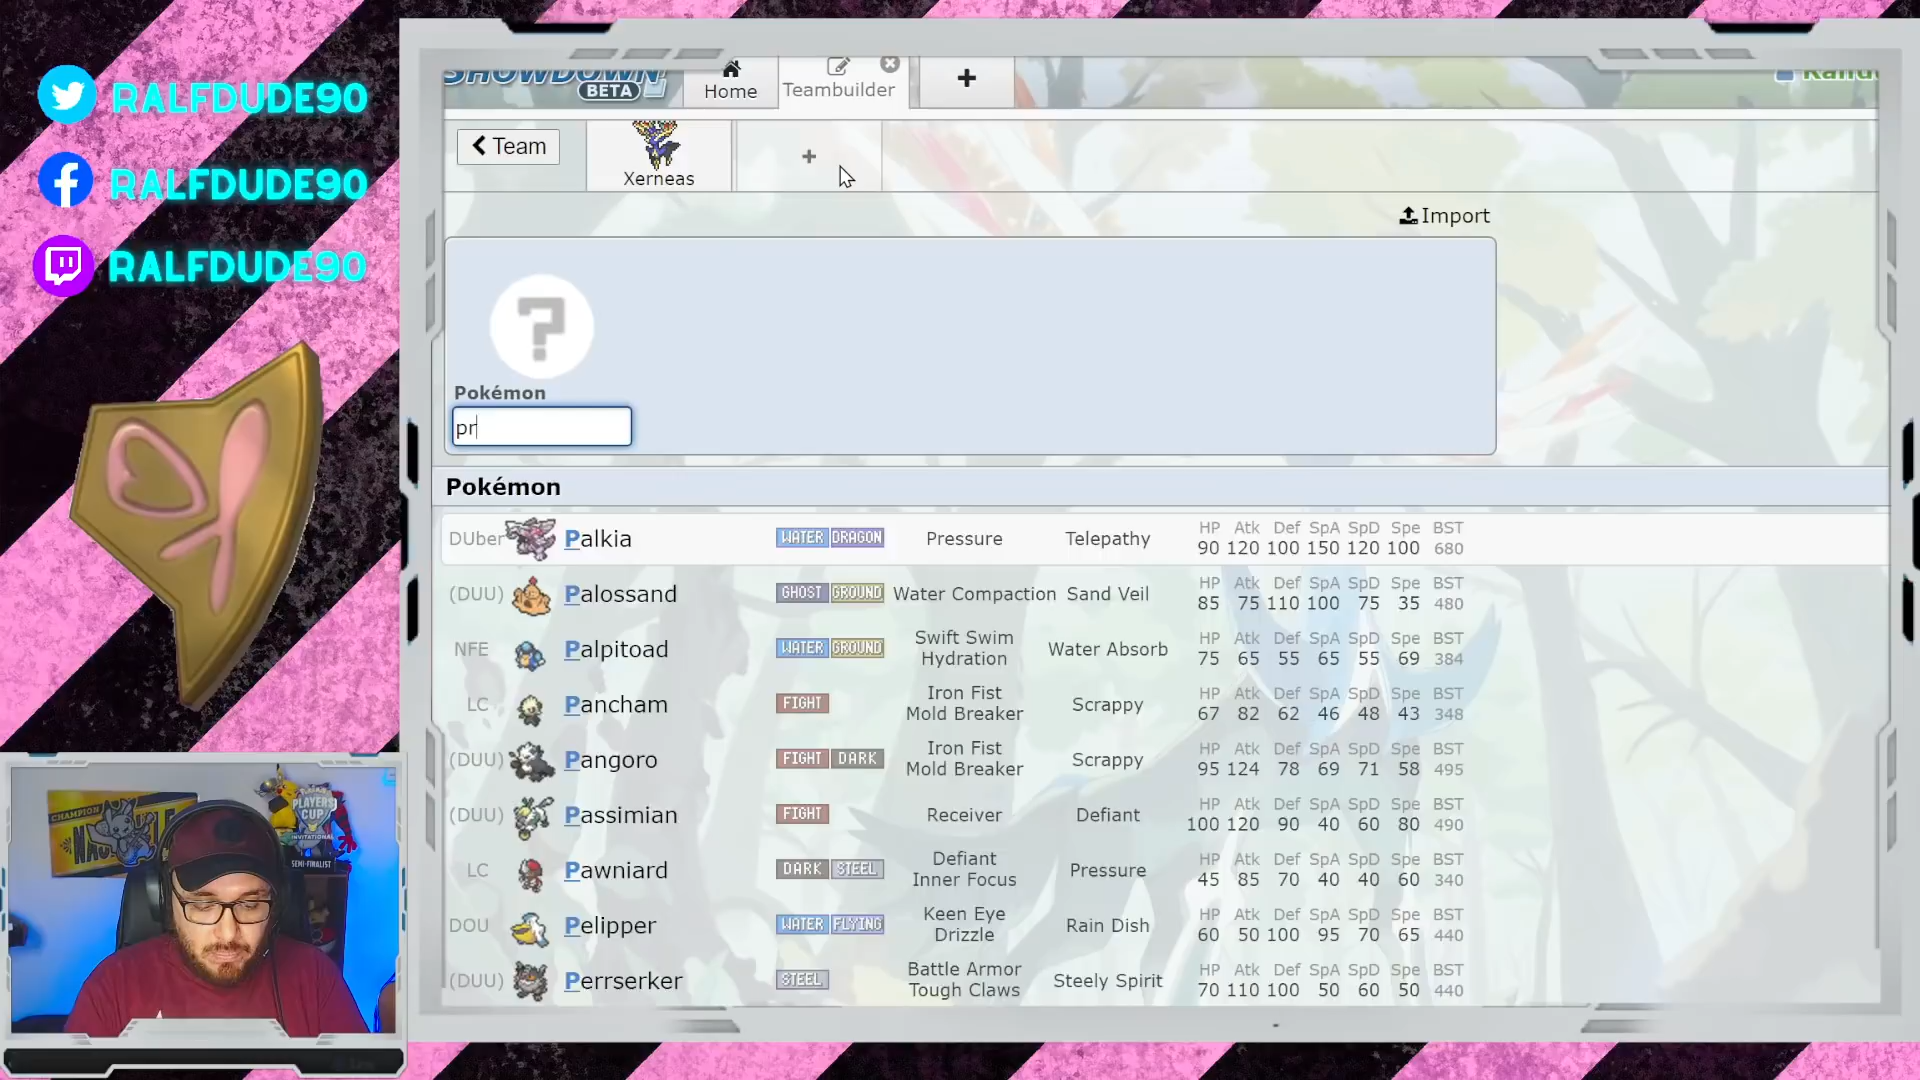 RALFDUDE90
RALFDUDE90
RALFDUDE90
SHOWDOWN
BETA
Home
Teambuilder
+
Team
Xerneas
+
Import
?
Pokémon
pr
Pokémon
DUber Palkia WATER DRAGON Pressure Telepathy HP 90 Atk 120 Def 100 SpA 150 SpD 120 Spe 100 BST 680
(DUU) Palossand GHOST GROUND Water Compaction Sand Veil HP 85 Atk 75 Def 110 SpA 100 SpD 75 Spe 35 BST 480
NFE Palpitoad WATER GROUND Swift Swim Hydration Water Absorb HP 75 Atk 65 Def 55 SpA 65 SpD 55 Spe 69 BST 384
LC Pancham FIGHT Iron Fist Mold Breaker Scrappy HP 67 Atk 82 Def 62 SpA 46 SpD 48 Spe 43 BST 348
(DUU) Pangoro FIGHT DARK Iron Fist Mold Breaker Scrappy HP 95 Atk 124 Def 78 SpA 69 SpD 71 Spe 58 BST 495
(DUU) Passimian FIGHT Receiver Defiant HP 100 Atk 120 Def 90 SpA 40 SpD 60 Spe 80 BST 490
LC Pawniard DARK STEEL Defiant Inner Focus Pressure HP 45 Atk 85 Def 70 SpA 40 SpD 40 Spe 60 BST 340
DOU Pelipper WATER FLYING Keen Eye Drizzle Rain Dish HP 60 Atk 50 Def 100 SpA 95 SpD 70 Spe 65 BST 440
(DUU) Perrserker STEEL Battle Armor Tough Claws Steely Spirit HP 70 Atk 110 Def 100 SpA 50 SpD 60 Spe 50 BST 440
CHAMPION
PLAYERS
CUP
INVITATIONAL
SEMI-FINALIST